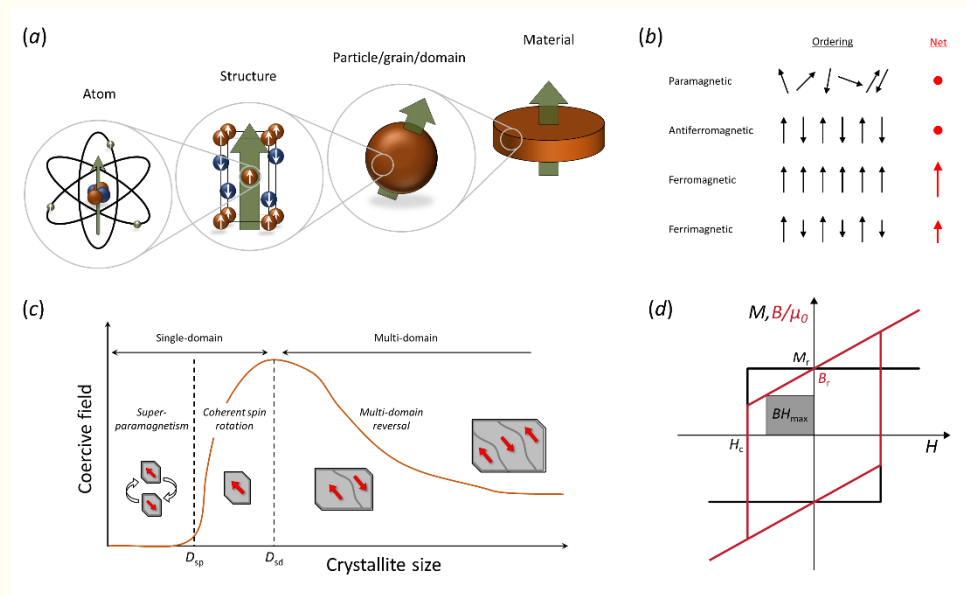 (a)
Atom
Structure
Particle/grain/domain
Material
(b)
Ordering
Net
Paramagnetic
Antiferromagnetic
Ferromagnetic
Ferrimagnetic
(c)
Coercive field
Single-domain
Multi-domain
Super-
paramagnetism
Coherent spin
rotation
Multi-domain
reversal
Dsp
Dsd
Crystallite size
(d)
M,B/μ0
Mr
Br
BHmax
Hc
H